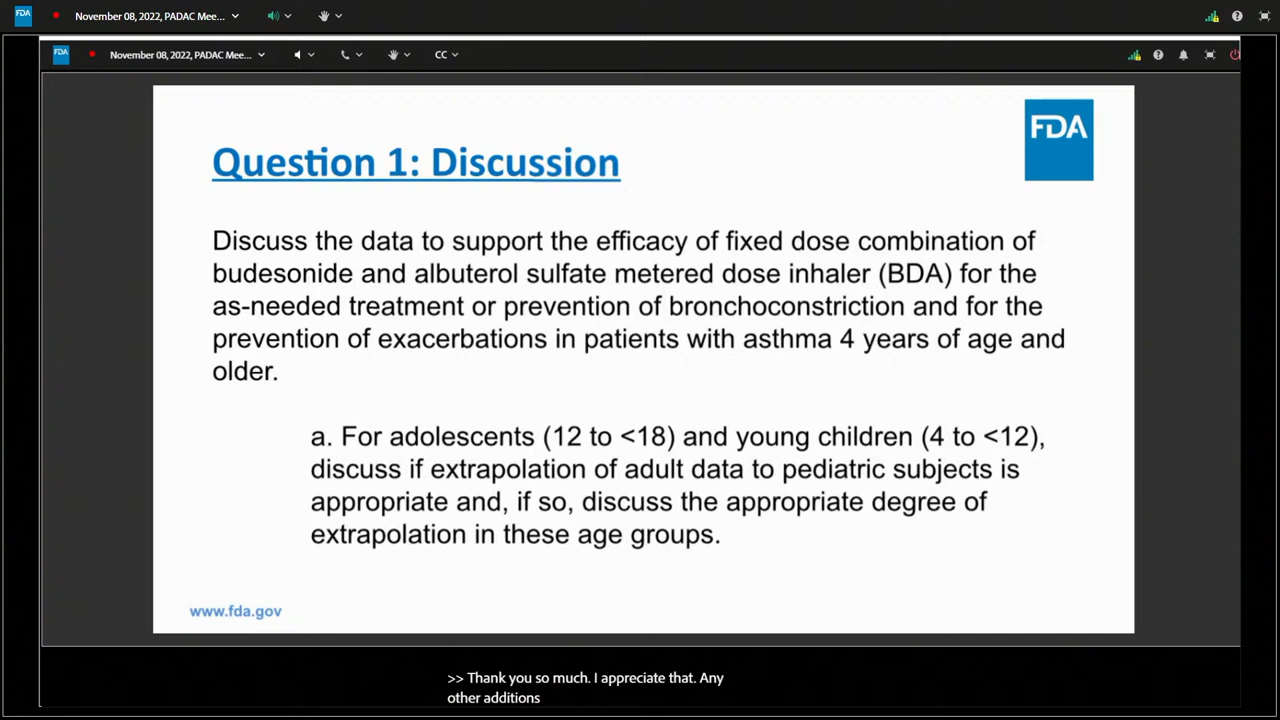 FDA
November 08, 2022, PADAC Mee...
FDA
November 08, 2022, PADAC Mee...
CC
FDA
Question 1: Discussion
Discuss the data to support the efficacy of fixed dose combination of
budesonide and albuterol sulfate metered dose inhaler (BDA) for the
as-needed treatment or prevention of bronchoconstriction and for the
prevention of exacerbations in patients with asthma 4 years of age and
older.
a. For adolescents (12 to <18) and young children (4 to <12),
discuss if extrapolation of adult data to pediatric subjects is
appropriate and, if so, discuss the appropriate degree of
extrapolation in these age groups.
www.fda.gov
>> Thank you so much. I appreciate that. Any
other additions